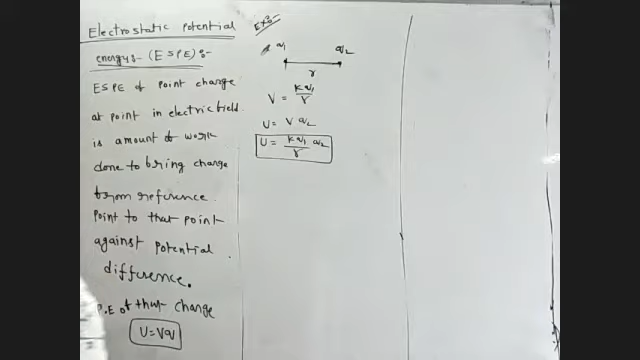 Electrostatic Potential
energy:- (ESPE):-
ESPE of point charge
at point in electric field
is amount of work
done to bring charge
from reference
point to that point
against potential
difference.
P.E of that charge
U=Vq
Exp:-
q1 q2
r
V = kq1/r
U= V q2
U = kq1/r q2